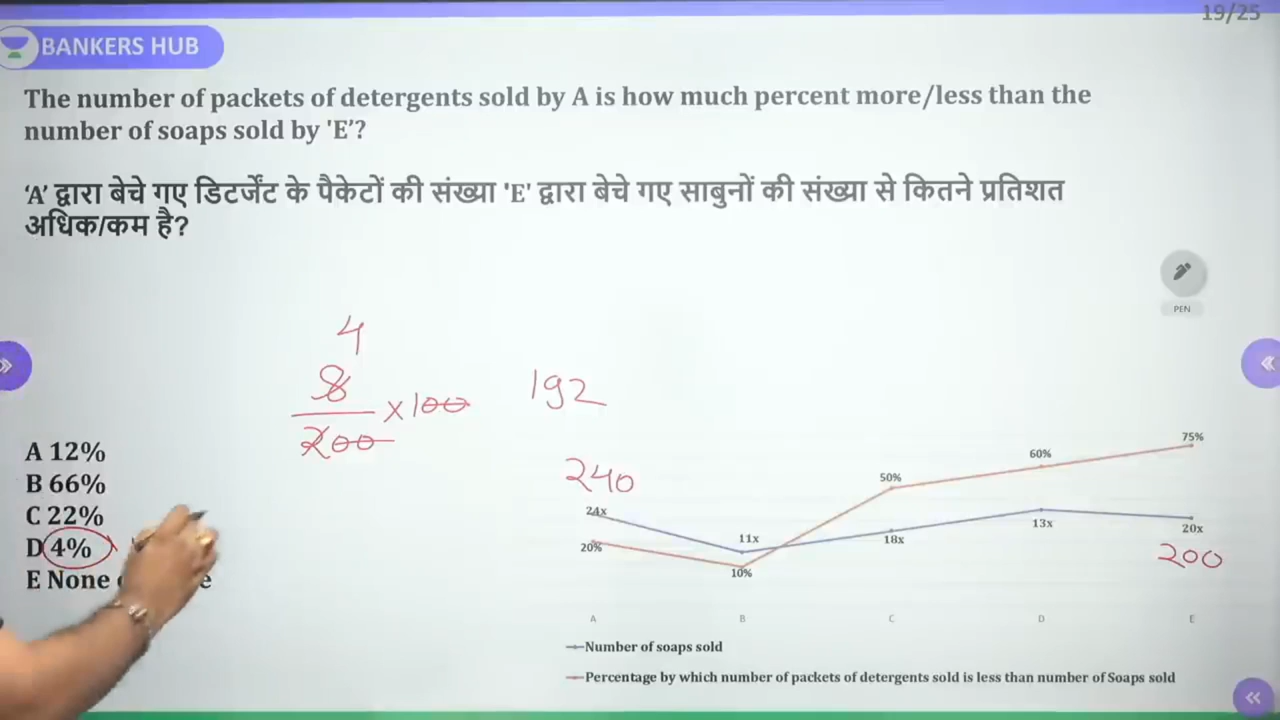 19/25
BANKERS HUB
The number of packets of detergents sold by A is how much percent more/less than the
number of soaps sold by 'E'?
‘A’ द्वारा बेचे गए डिटर्जेंट के पैकेटों की संख्या 'E' द्वारा बेचे गए साबुनों की संख्या से कितने प्रतिशत
अधिक/कम है?
PEN
4
8
200 ×100
192
240
A 12%
B 66%
C 22%
D 4%
E None
75%
60%
50%
24x
20%
11x
10%
18x
13x
20x
200
A B C D E
Number of soaps sold
Percentage by which number of packets of detergents sold is less than number of Soaps sold